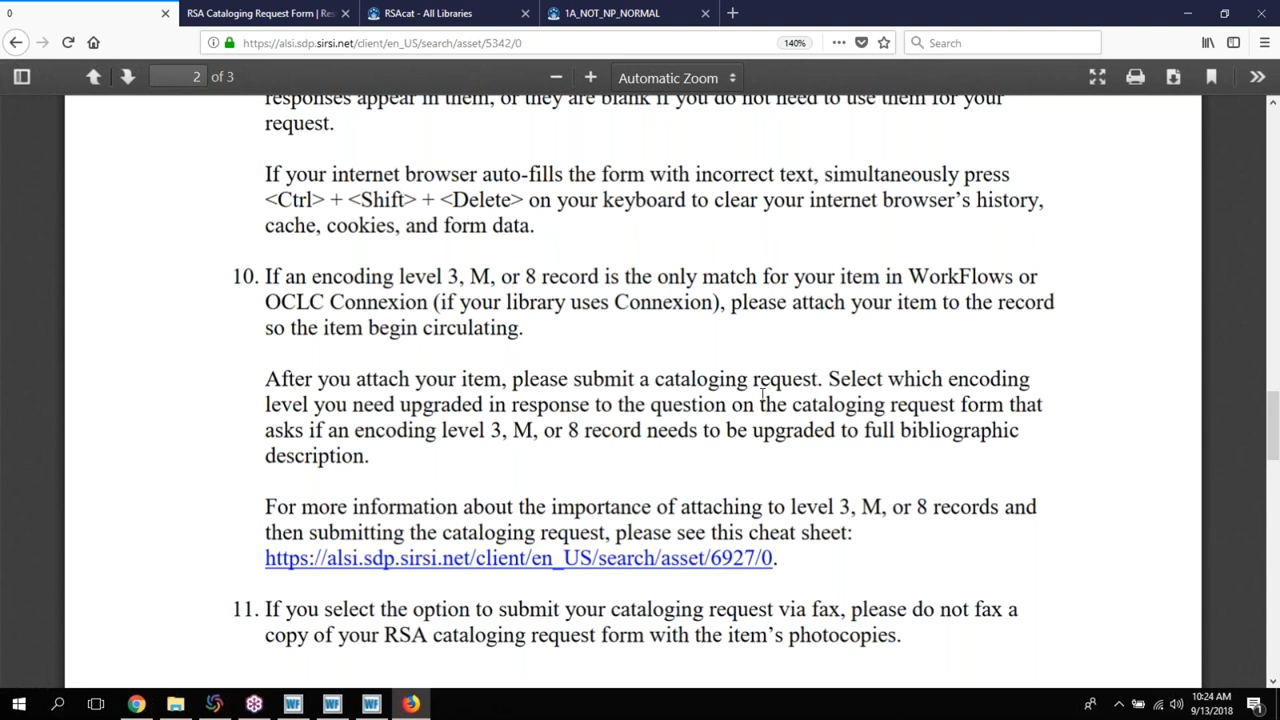 0
RSA Cataloging Request Form | Res
RSAcat - All Libraries
1A_NOT_NP_NORMAL
https://alsi.sdp.sirsi.net/client/en_US/search/asset/5342/0
140%
Search
2 of 3
Automatic Zoom
responses appear in them, or they are blank if you do not need to use them for your
request.
If your internet browser auto-fills the form with incorrect text, simultaneously press
<Ctrl> + <Shift> + <Delete> on your keyboard to clear your internet browser’s history,
cache, cookies, and form data.
10. If an encoding level 3, M, or 8 record is the only match for your item in WorkFlows or
OCLC Connexion (if your library uses Connexion), please attach your item to the record
so the item begin circulating.
After you attach your item, please submit a cataloging request. Select which encoding
level you need upgraded in response to the question on the cataloging request form that
asks if an encoding level 3, M, or 8 record needs to be upgraded to full bibliographic
description.
For more information about the importance of attaching to level 3, M, or 8 records and
then submitting the cataloging request, please see this cheat sheet:
https://alsi.sdp.sirsi.net/client/en_US/search/asset/6927/0.
11. If you select the option to submit your cataloging request via fax, please do not fax a
copy of your RSA cataloging request form with the item’s photocopies.
WF WF WF
10:24 AM
9/13/2018
1